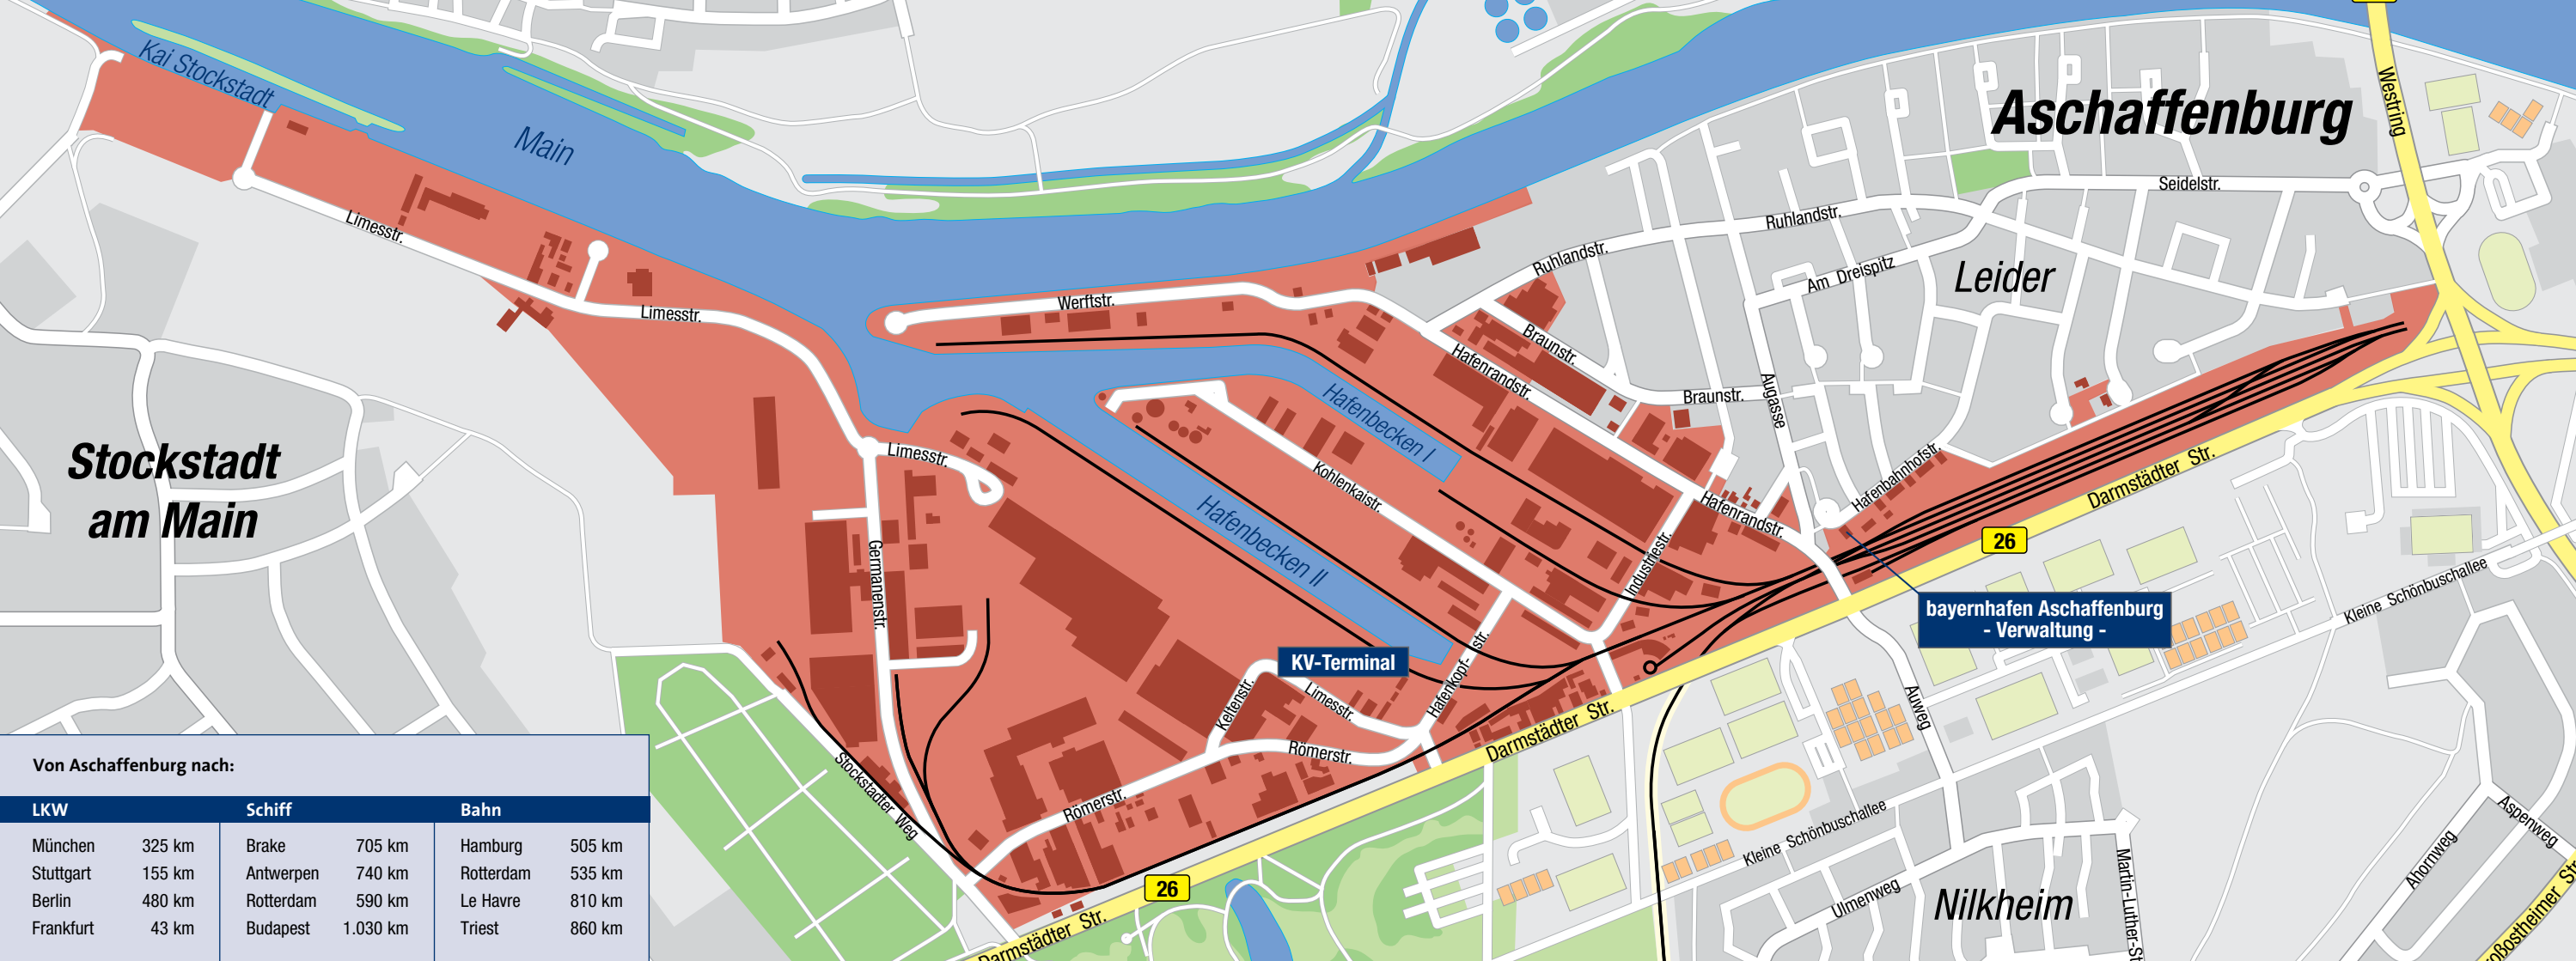 Kai Stockstadt
Main
Aschaffenburg
Westring
Seidelstr.
Ruhlandstr.
Ruhlandstr.
Am Dreispitz
Leider
Limesstr.
Limesstr.
Werftstr.
Braunstr.
Hafenrandstr.
Braunstr.
Augasse
Hafenbecken I
Stockstadt
am Main
Limesstr.
Kohlenkaistr.
Hafenbahnhofstr.
Darmstädter Str.
Hafenrandstr.
Hafenbecken II
Germanenstr.
Industriestr.
26
Kleine Schönbuschallee
bayernhafen Aschaffenburg
- Verwaltung -
KV-Terminal
Keltenstr.
Limesstr.
Hafenkopf- str.
Auweg
Darmstädter Str.
Römerstr.
Stockstadter Weg
Römerstr.
Kleine Schönbuschallee
Aspenweg
Ahornweg
Ulmenweg
Martin-Luther-S
Nilkheim
oßostheimer Str
26
Darmstädter Str.
Von Aschaffenburg nach:
LKW Schiff Bahn
München 325 km Brake 705 km Hamburg 505 km
Stuttgart 155 km Antwerpen 740 km Rotterdam 535 km
Berlin 480 km Rotterdam 590 km Le Havre 810 km
Frankfurt 43 km Budapest 1.030 km Triest 860 km